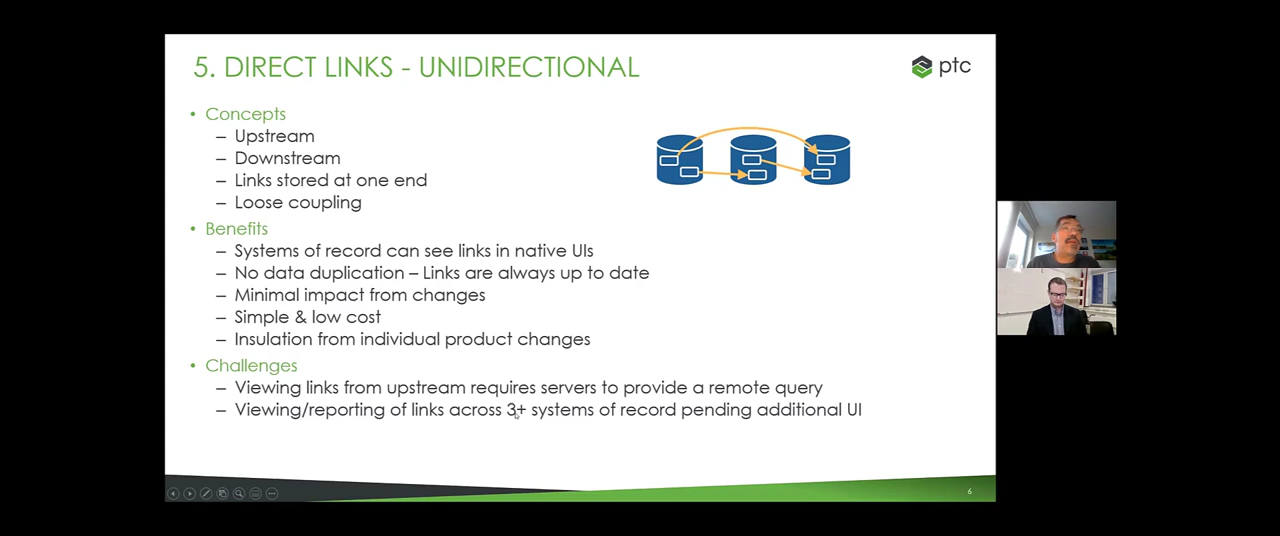 5. DIRECT LINKS - UNIDIRECTIONAL
ptc
• Concepts
– Upstream
– Downstream
– Links stored at one end
– Loose coupling
• Benefits
– Systems of record can see links in native UIs
– No data duplication – Links are always up to date
– Minimal impact from changes
– Simple & low cost
– Insulation from individual product changes
• Challenges
– Viewing links from upstream requires servers to provide a remote query
– Viewing/reporting of links across 3+ systems of record pending additional UI
6